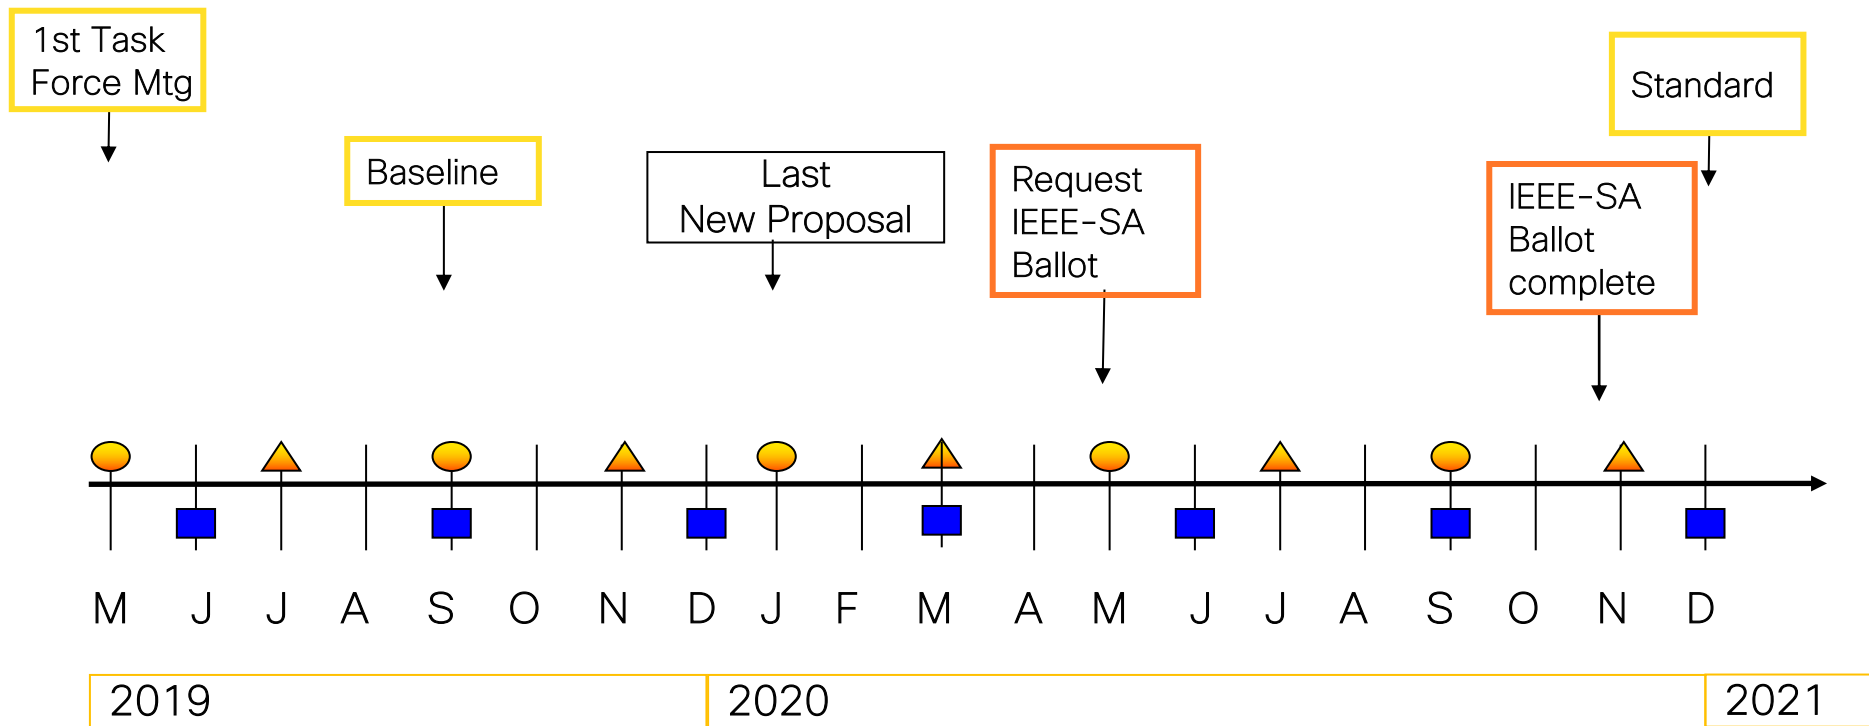 1st Task
Force Mtg
Baseline
Last
New Proposal
Request
IEEE-SA
Ballot
IEEE-SA
Ballot
complete
Standard
M J J A S O N D J F M A M J J A S O N D
2019 2020 2021